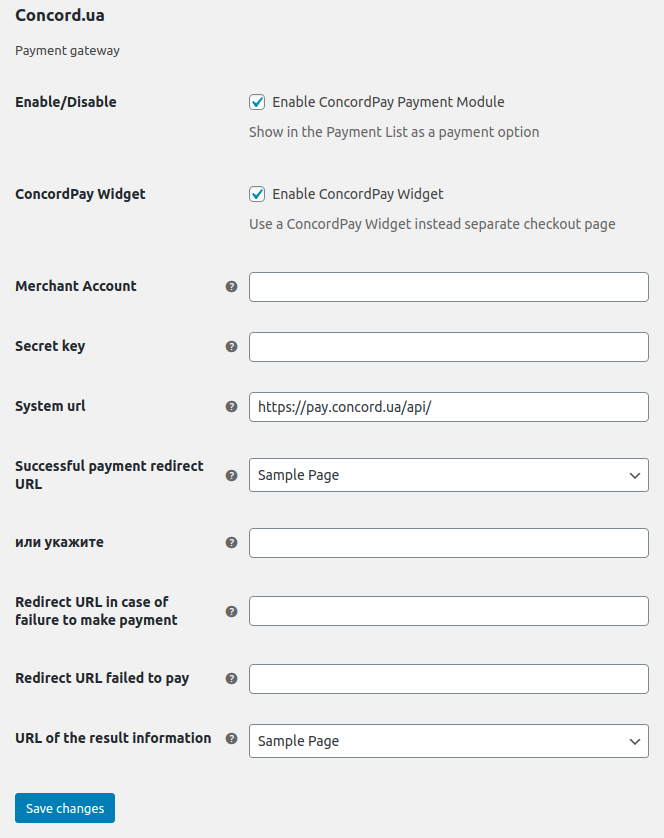 Concord.ua
Payment gateway
Enable/Disable
Enable ConcordPay Payment Module
Show in the Payment List as a payment option
ConcordPay Widget
Enable ConcordPay Widget
Use a ConcordPay Widget instead separate checkout page
Merchant Account
Secret key
System url
https://pay.concord.ua/api/
Successful payment redirect
URL
Sample Page
или укажите
Redirect URL in case of
failure to make payment
Redirect URL failed to pay
URL of the result information
Sample Page
Save changes